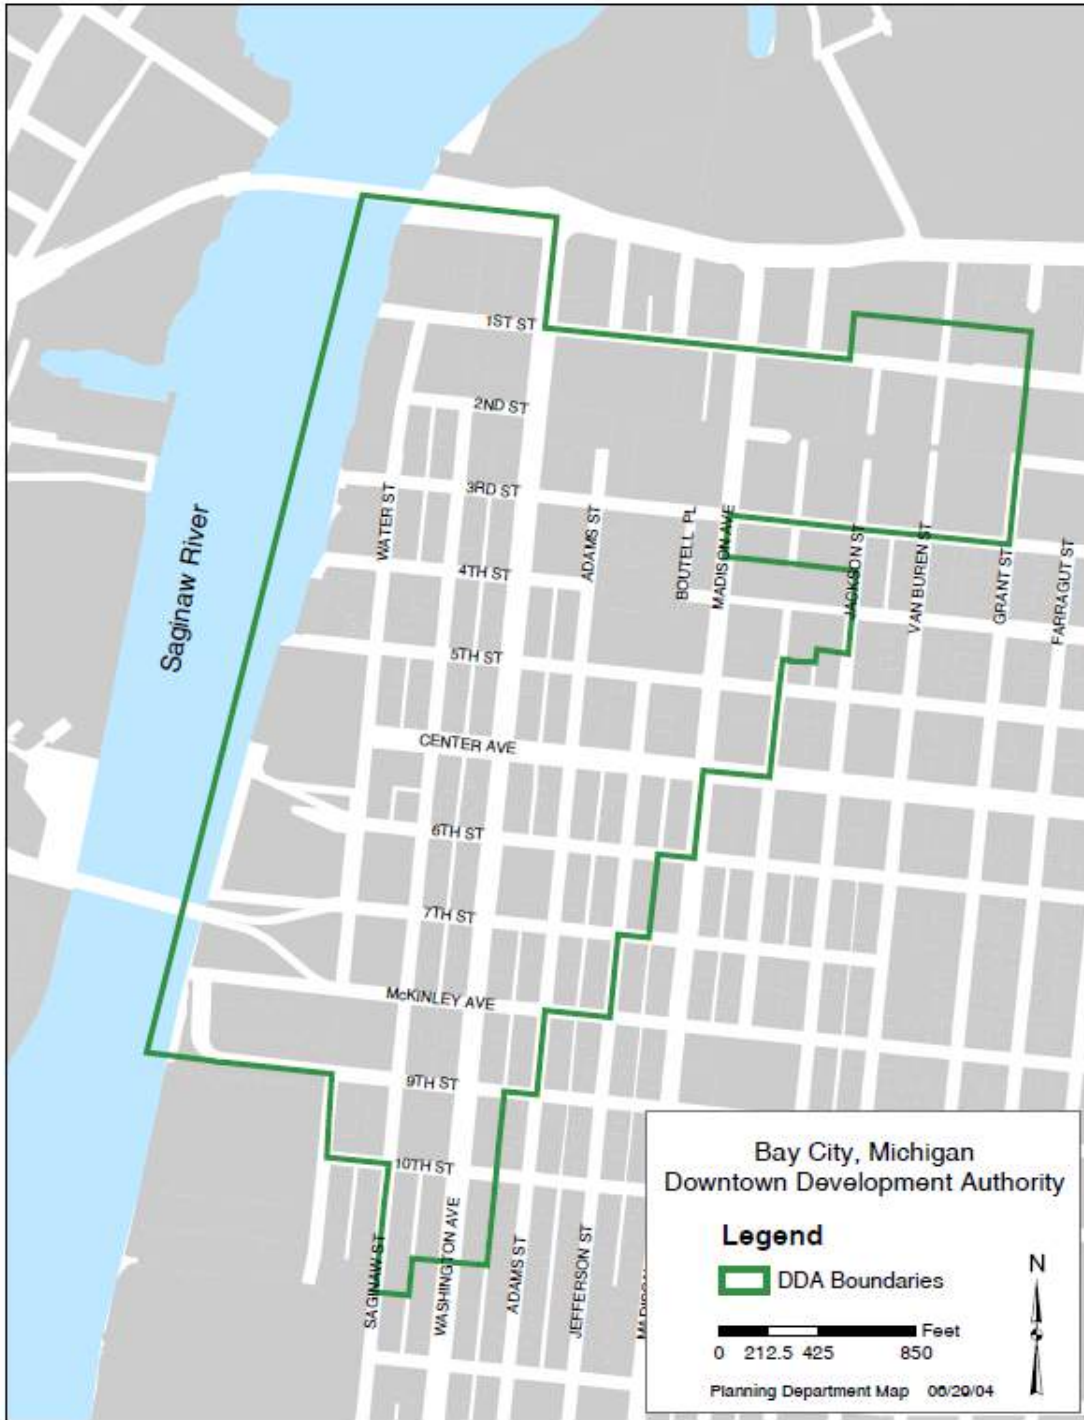 1ST ST
2ND ST
3RD ST
WATER ST
ADAMS ST
BOUTELL PL
MADISON AVE
JACKSON ST
VAN BUREN ST
GRANT ST
FARRAGUT ST
4TH ST
Saginaw River
5TH ST
CENTER AVE
6TH ST
7TH ST
McKINLEY AVE
9TH ST
10TH ST
SAGINAW ST
WASHINGTON AVE
ADAMS ST
JEFFERSON ST
Bay City, Michigan
Downtown Development Authority
Legend
DDA Boundaries
N
Feet
0 212.5 425 850
Planning Department Map 06/29/04